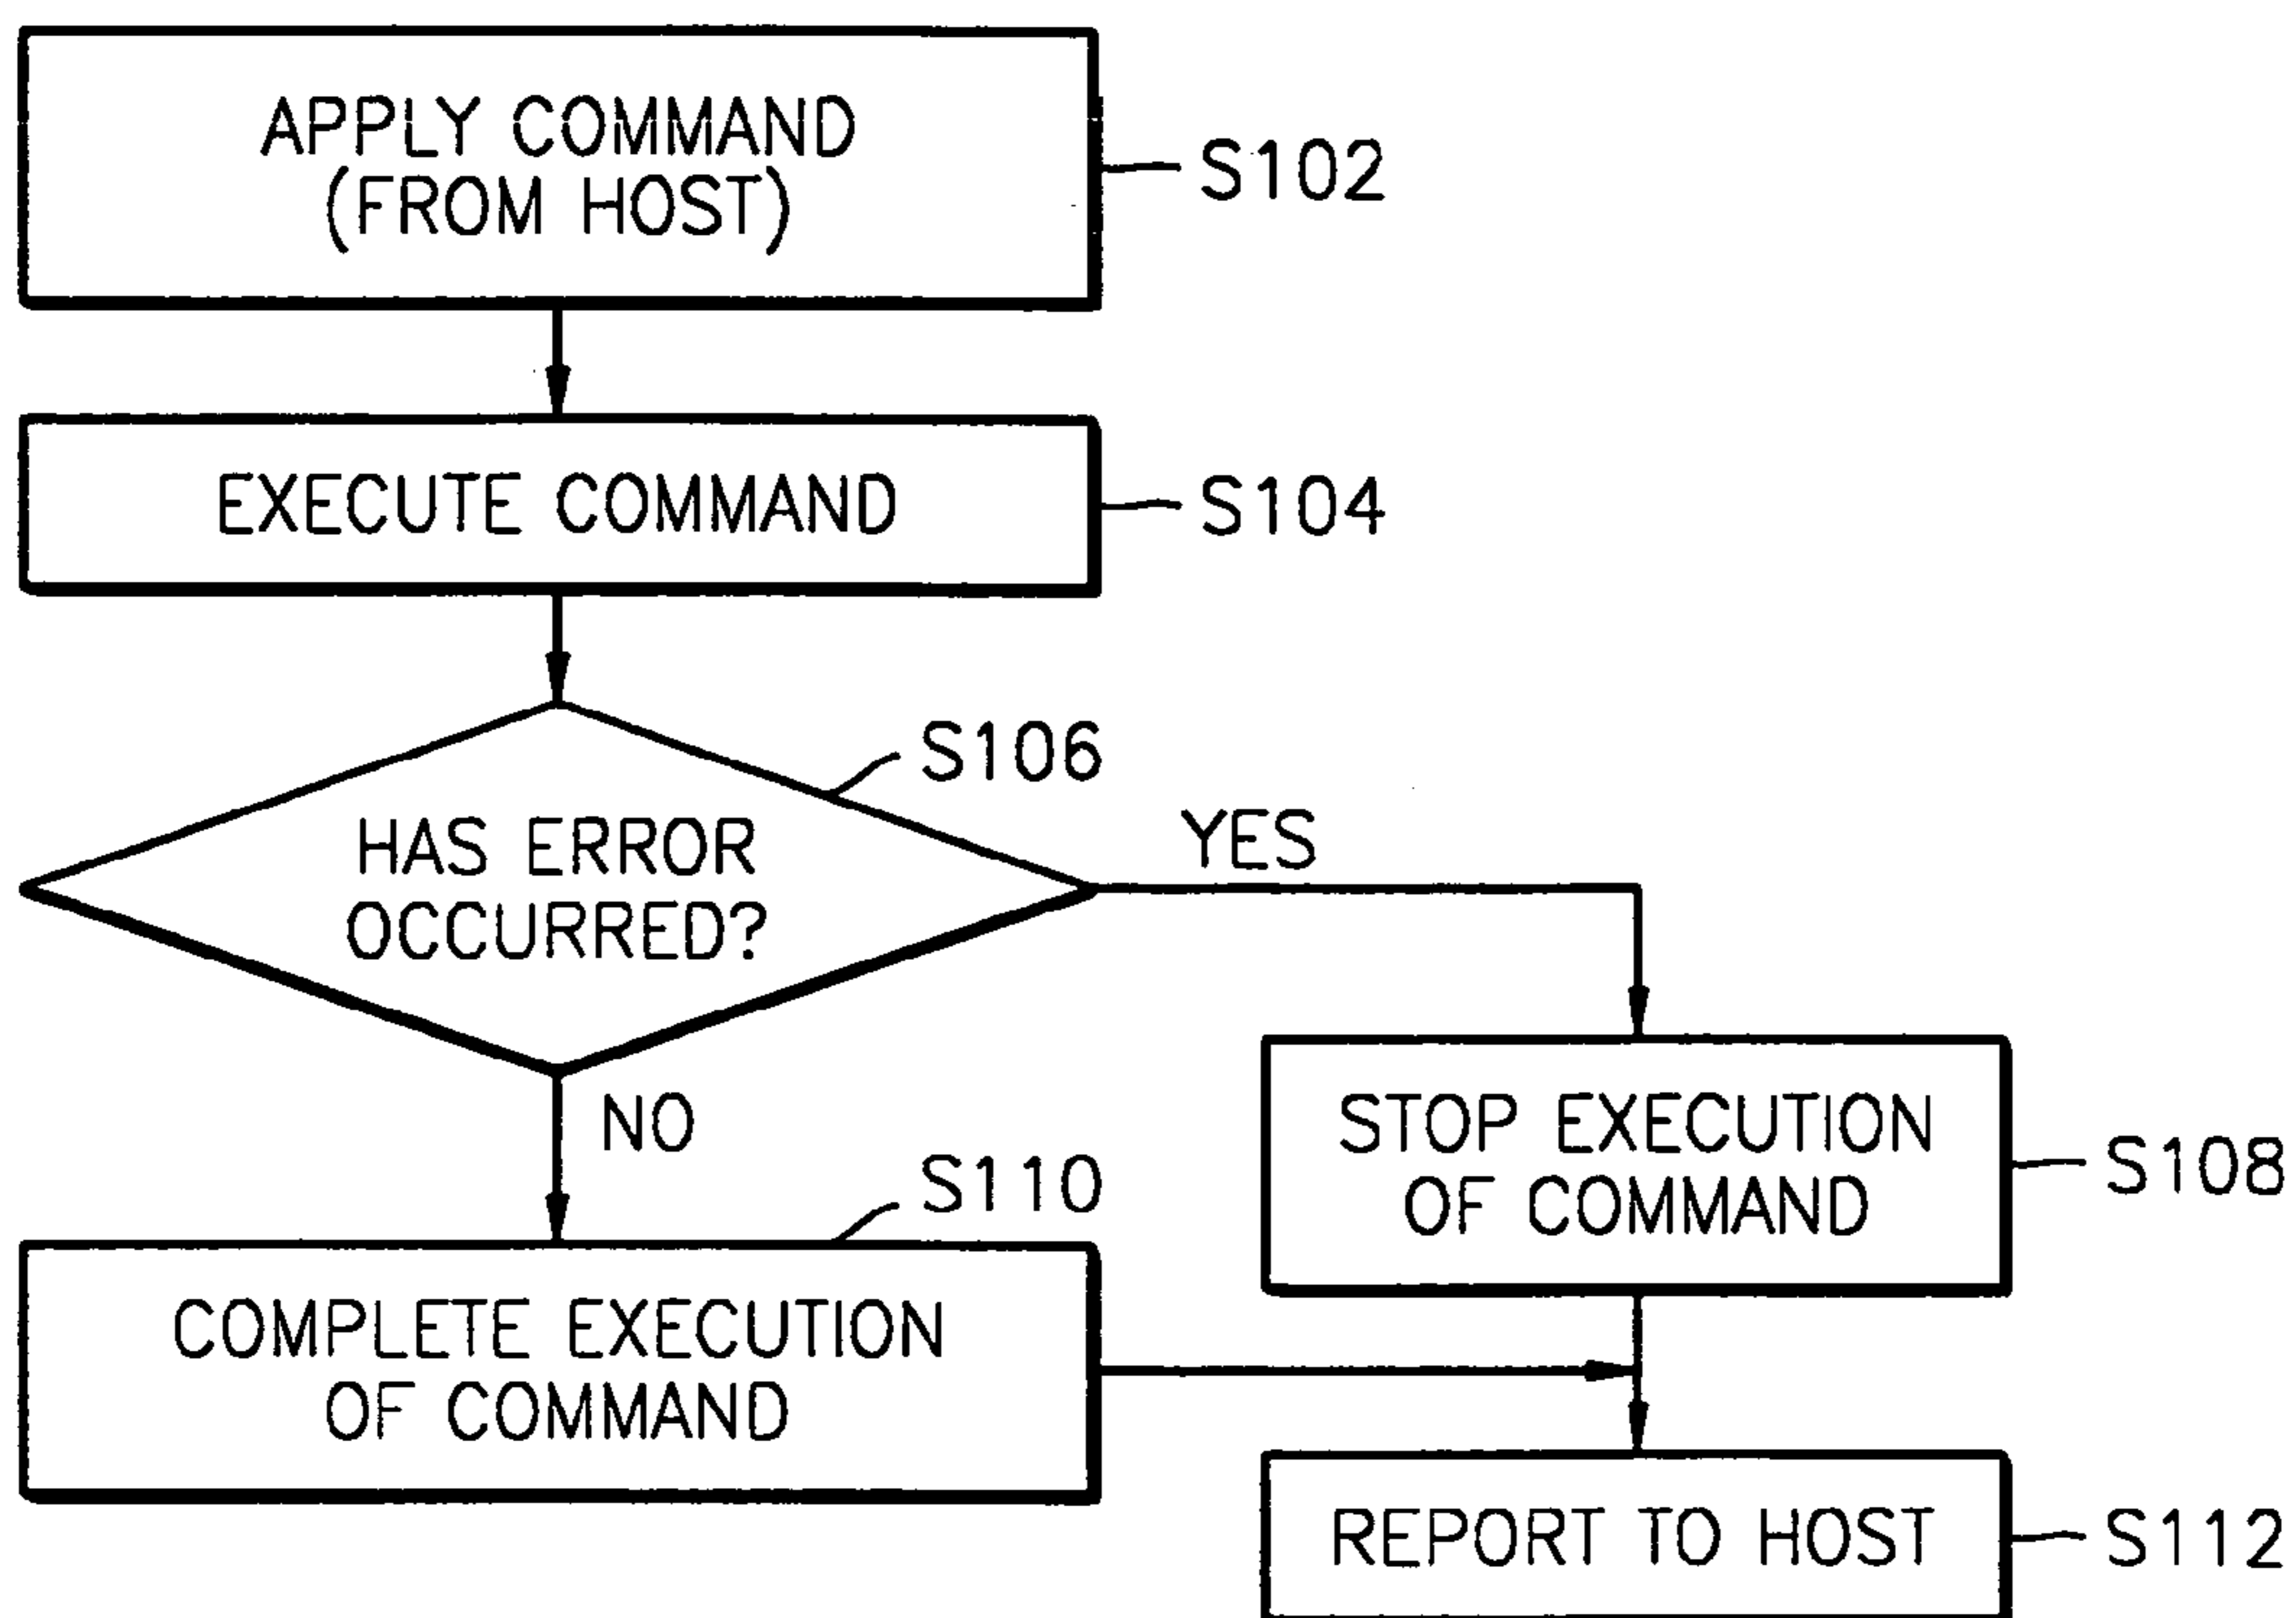 APPLY COMMAND
(FROM HOST)
S102
EXECUTE COMMAND
S104
S106
HAS ERROR
OCCURRED?
YES
NO
STOP EXECUTION
OF COMMAND
S108
S110
COMPLETE EXECUTION
OF COMMAND
REPORT TO HOST
S112